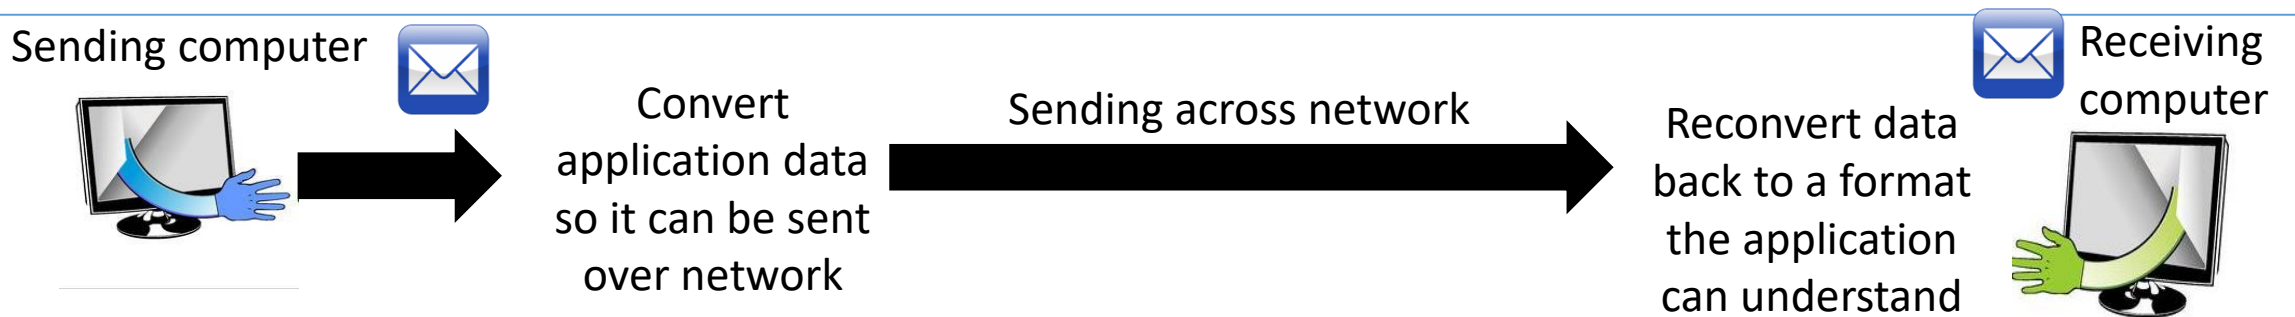 Sending computer
Convert
application data
so it can be sent
over network
Sending across network
Reconvert data
back to a format
the application
can understand
Receiving
computer